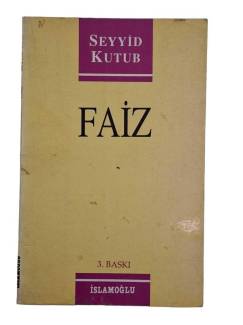 SEYYİD
KUTUB
FAİZ
3. BASKI
İSLAMOĞLU